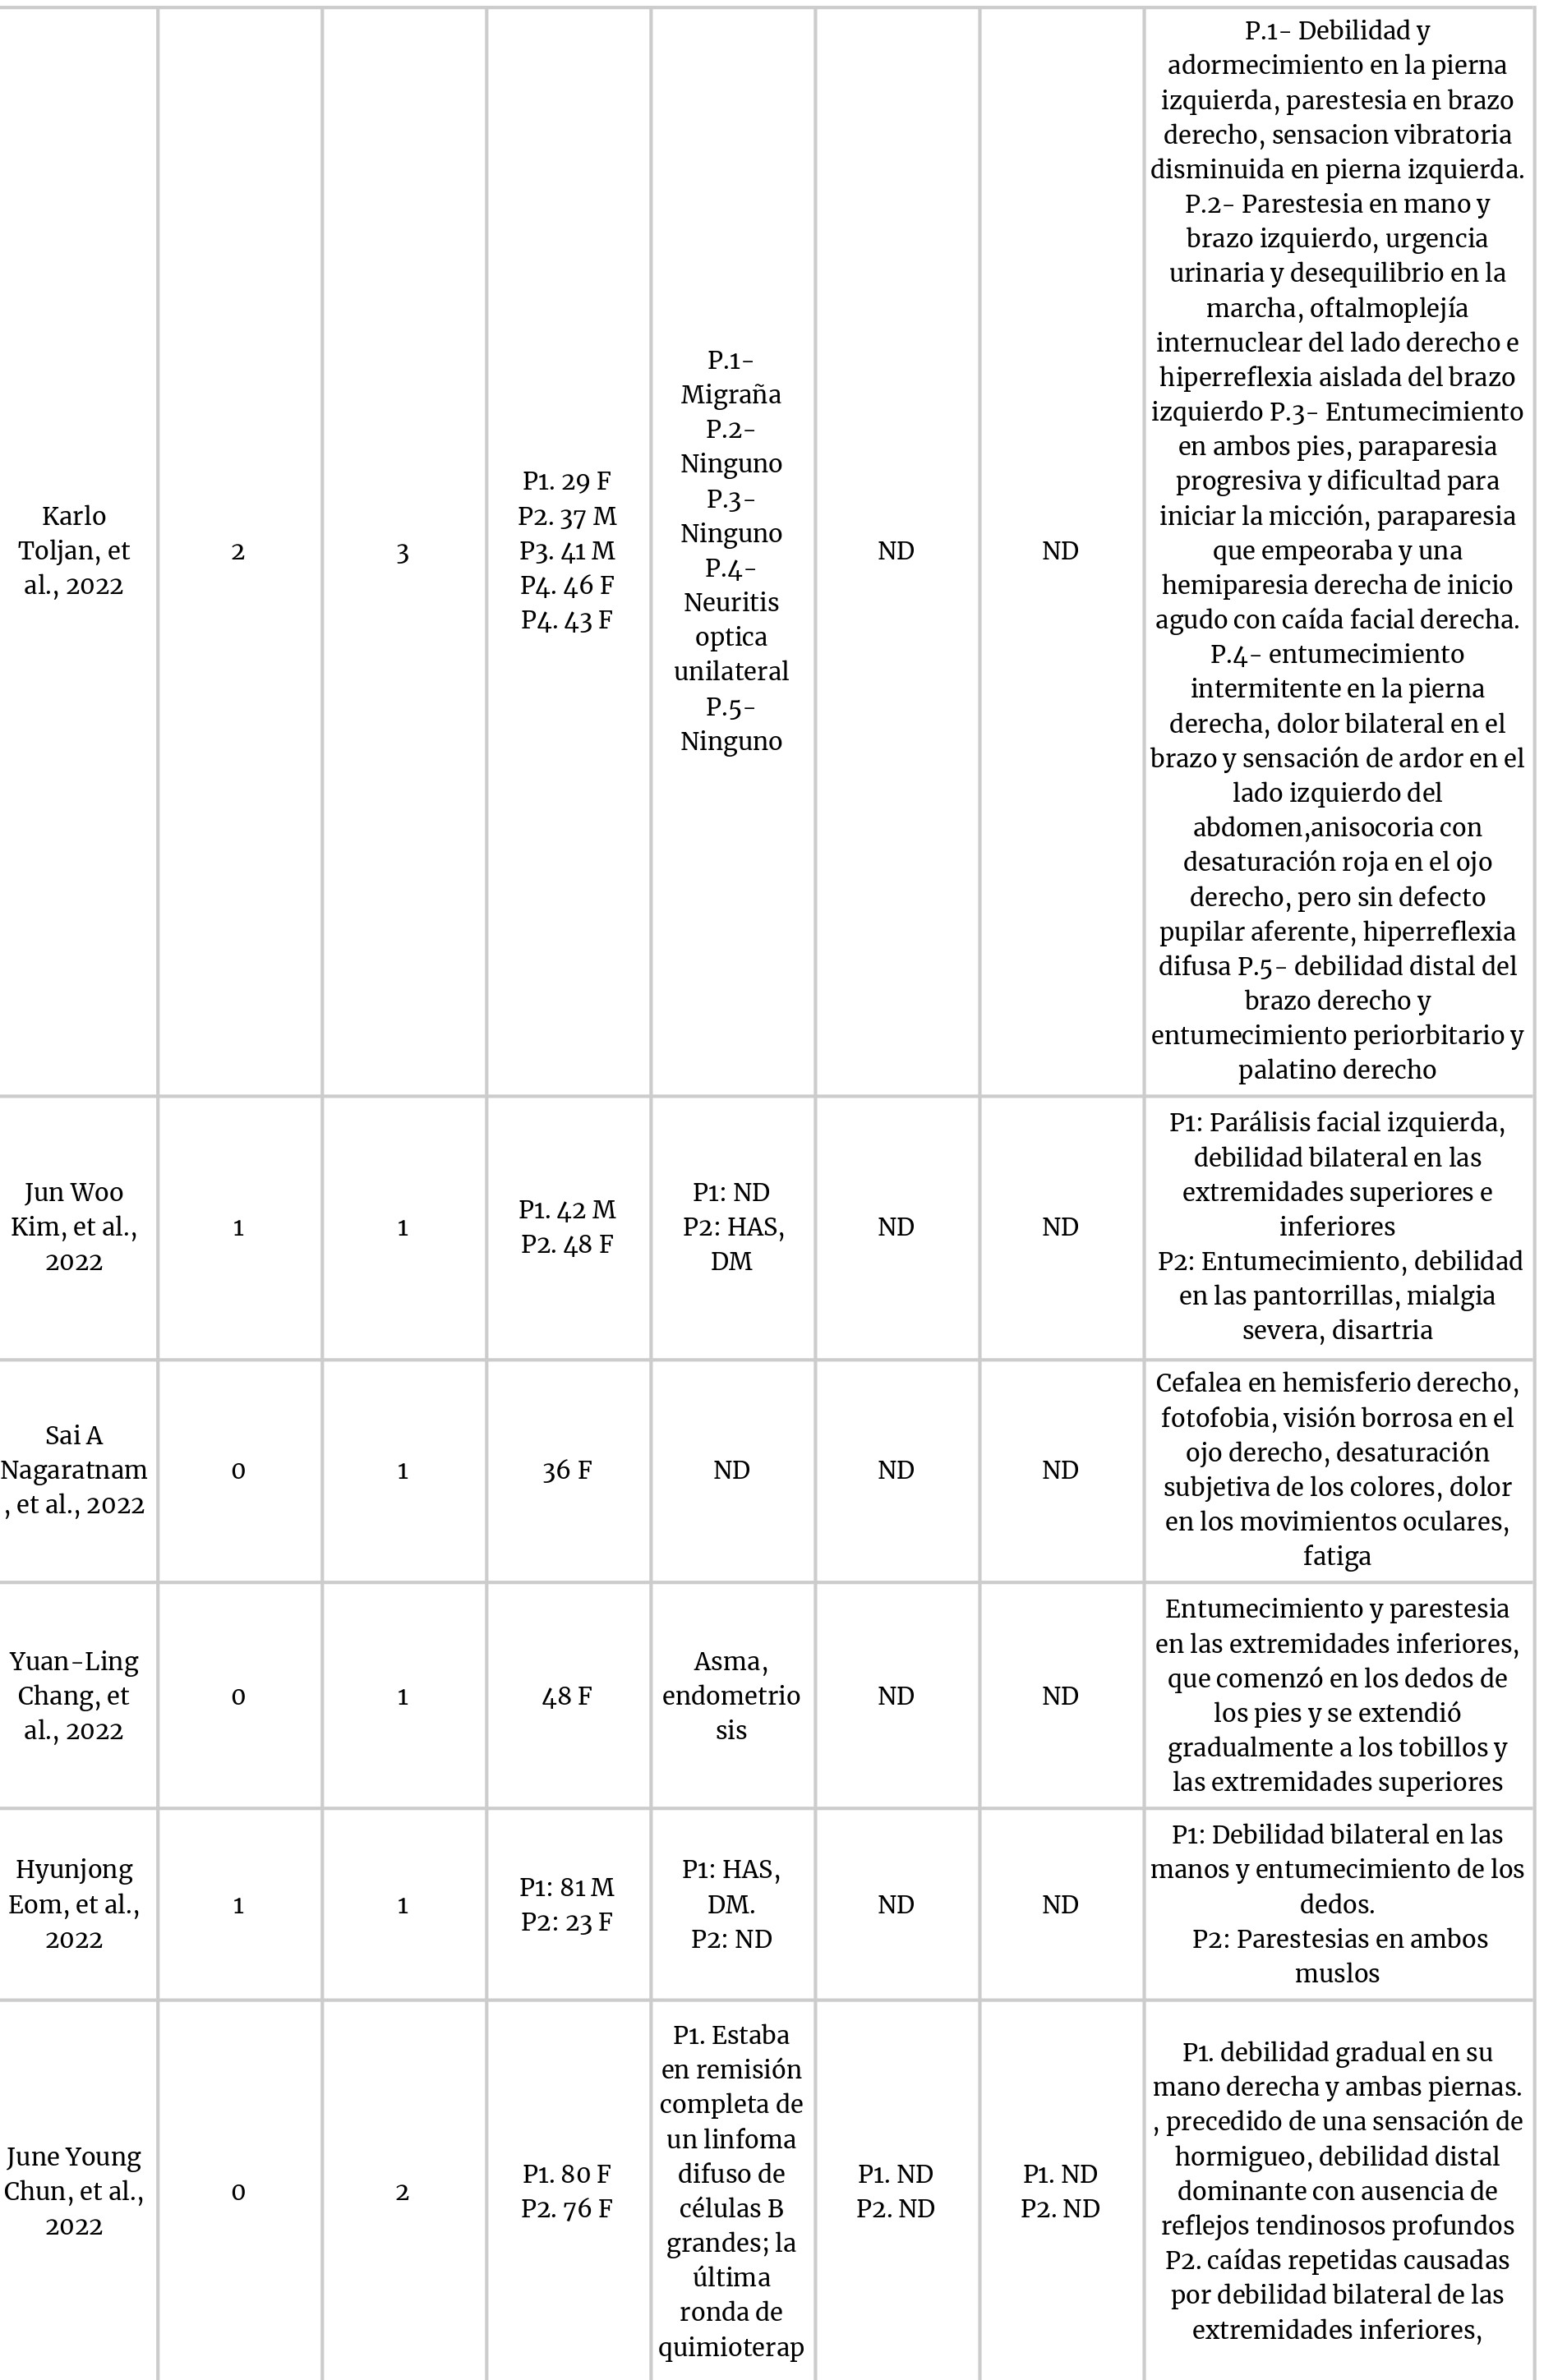 Karlo
Toljan, et
al., 2022
2
3
P1. 29 F
P2. 37 M
P3. 41 M
P4. 46 F
P4. 43 F
P.1-
Migraña
P.2-
Ninguno
P.3-
Ninguno
P.4-
Neuritis
optica
unilateral
P.5-
Ninguno
ND
ND
P.1- Debilidad y
adormecimiento en la pierna
izquierda, parestesia en brazo
derecho, sensacion vibratoria
disminuida en pierna izquierda.
P.2- Parestesia en mano y
brazo izquierdo, urgencia
urinaria y desequilibrio en la
marcha, oftalmoplejía
internuclear del lado derecho e
hiperreflexia aislada del brazo
izquierdo P.3- Entumecimiento
en ambos pies, paraparesia
progresiva y dificultad para
iniciar la micción, paraparesia
que empeoraba y una
hemiparesia derecha de inicio
agudo con caída facial derecha.
P.4- entumecimiento
intermitente en la pierna
derecha, dolor bilateral en el
brazo y sensación de ardor en el
lado izquierdo del
abdomen,anisocoria con
desaturación roja en el ojo
derecho, pero sin defecto
pupilar aferente, hiperreflexia
difusa P.5- debilidad distal del
brazo derecho y
entumecimiento periorbitario y
palatino derecho
Jun Woo
Kim, et al.,
2022
1
1
P1. 42 M
P2. 48 F
P1: ND
P2: HAS,
DM
ND
ND
P1: Parálisis facial izquierda,
debilidad bilateral en las
extremidades superiores e
inferiores
P2: Entumecimiento, debilidad
en las pantorrillas, mialgia
severa, disartria
Sai A
Nagaratnam
, et al., 2022
0
1
36 F
ND
ND
ND
Cefalea en hemisferio derecho,
fotofobia, visión borrosa en el
ojo derecho, desaturación
subjetiva de los colores, dolor
en los movimientos oculares,
fatiga
Yuan-Ling
Chang, et
al., 2022
0
1
48 F
Asma,
endometrio
sis
ND
ND
Entumecimiento y parestesia
en las extremidades inferiores,
que comenzó en los dedos de
los pies y se extendió
gradualmente a los tobillos y
las extremidades superiores
Hyunjong
Eom, et al.,
2022
1
1
P1: 81 M
P2: 23 F
P1: HAS,
DM.
P2: ND
ND
ND
P1: Debilidad bilateral en las
manos y entumecimiento de los
dedos.
P2: Parestesias en ambos
muslos
June Young
Chun, et al.,
2022
0
2
P1. 80 F
P2. 76 F
P1. Estaba
en remisión
completa de
un linfoma
difuso de
células B
grandes; la
última
ronda de
quimioterap
P1. ND
P2. ND
P1. ND
P2. ND
P1. debilidad gradual en su
mano derecha y ambas piernas.
, precedido de una sensación de
hormigueo, debilidad distal
dominante con ausencia de
reflejos tendinosos profundos
P2. caídas repetidas causadas
por debilidad bilateral de las
extremidades inferiores,